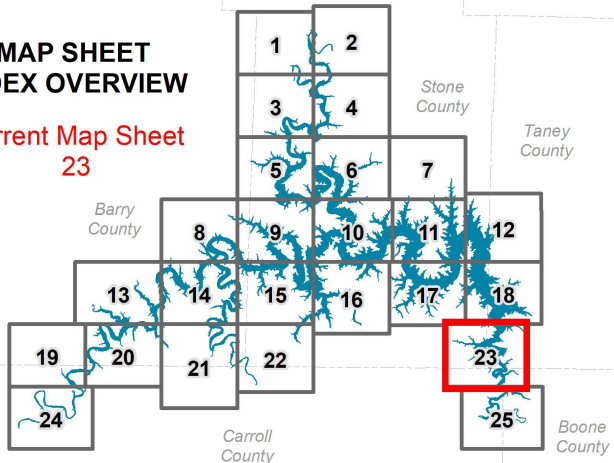 MAP SHEET
DEX OVERVIEW
rrent Map Sheet
23
1
2
Stone
County
3
4
Taney
County
5
6
7
Barry
County
8
9
10
11
12
13
14
15
16
17
18
19
20
21
22
23
24
25
Carroll
County
Boone
County